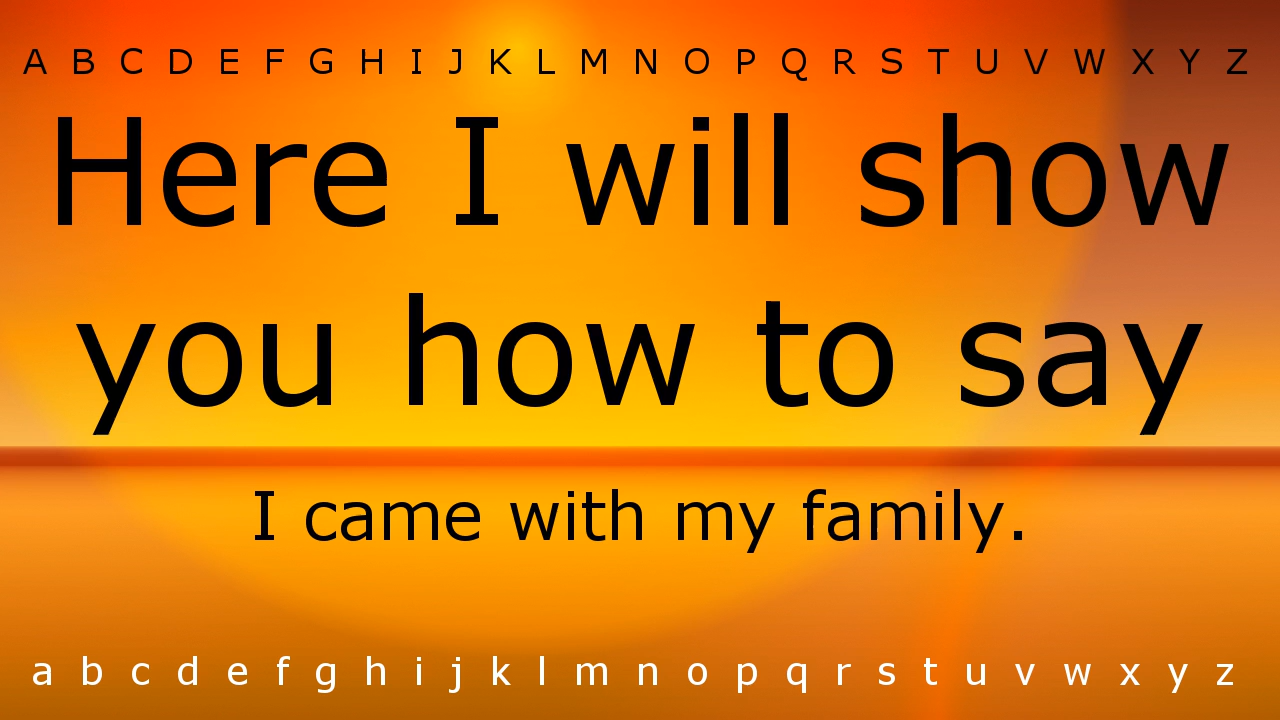 A B C D E F G H I J K L M N O P Q R S T U V W X Y Z
Here I will show
you how to say
I came with my family.
a b c d e f g h i j k l m n o p q r s t u v w x y z